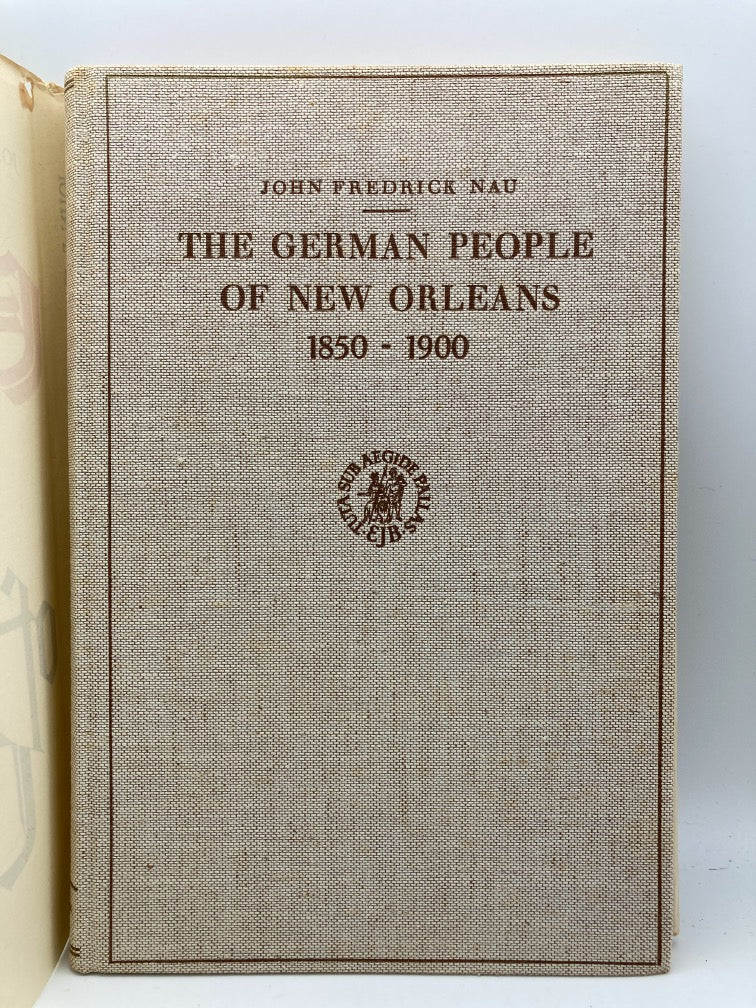 JOHN FREDRICK NAU
THE GERMAN PEOPLE
OF NEW ORLEANS
1850 - 1900
TUTA SUB AEGIDE PALLAS
EJB